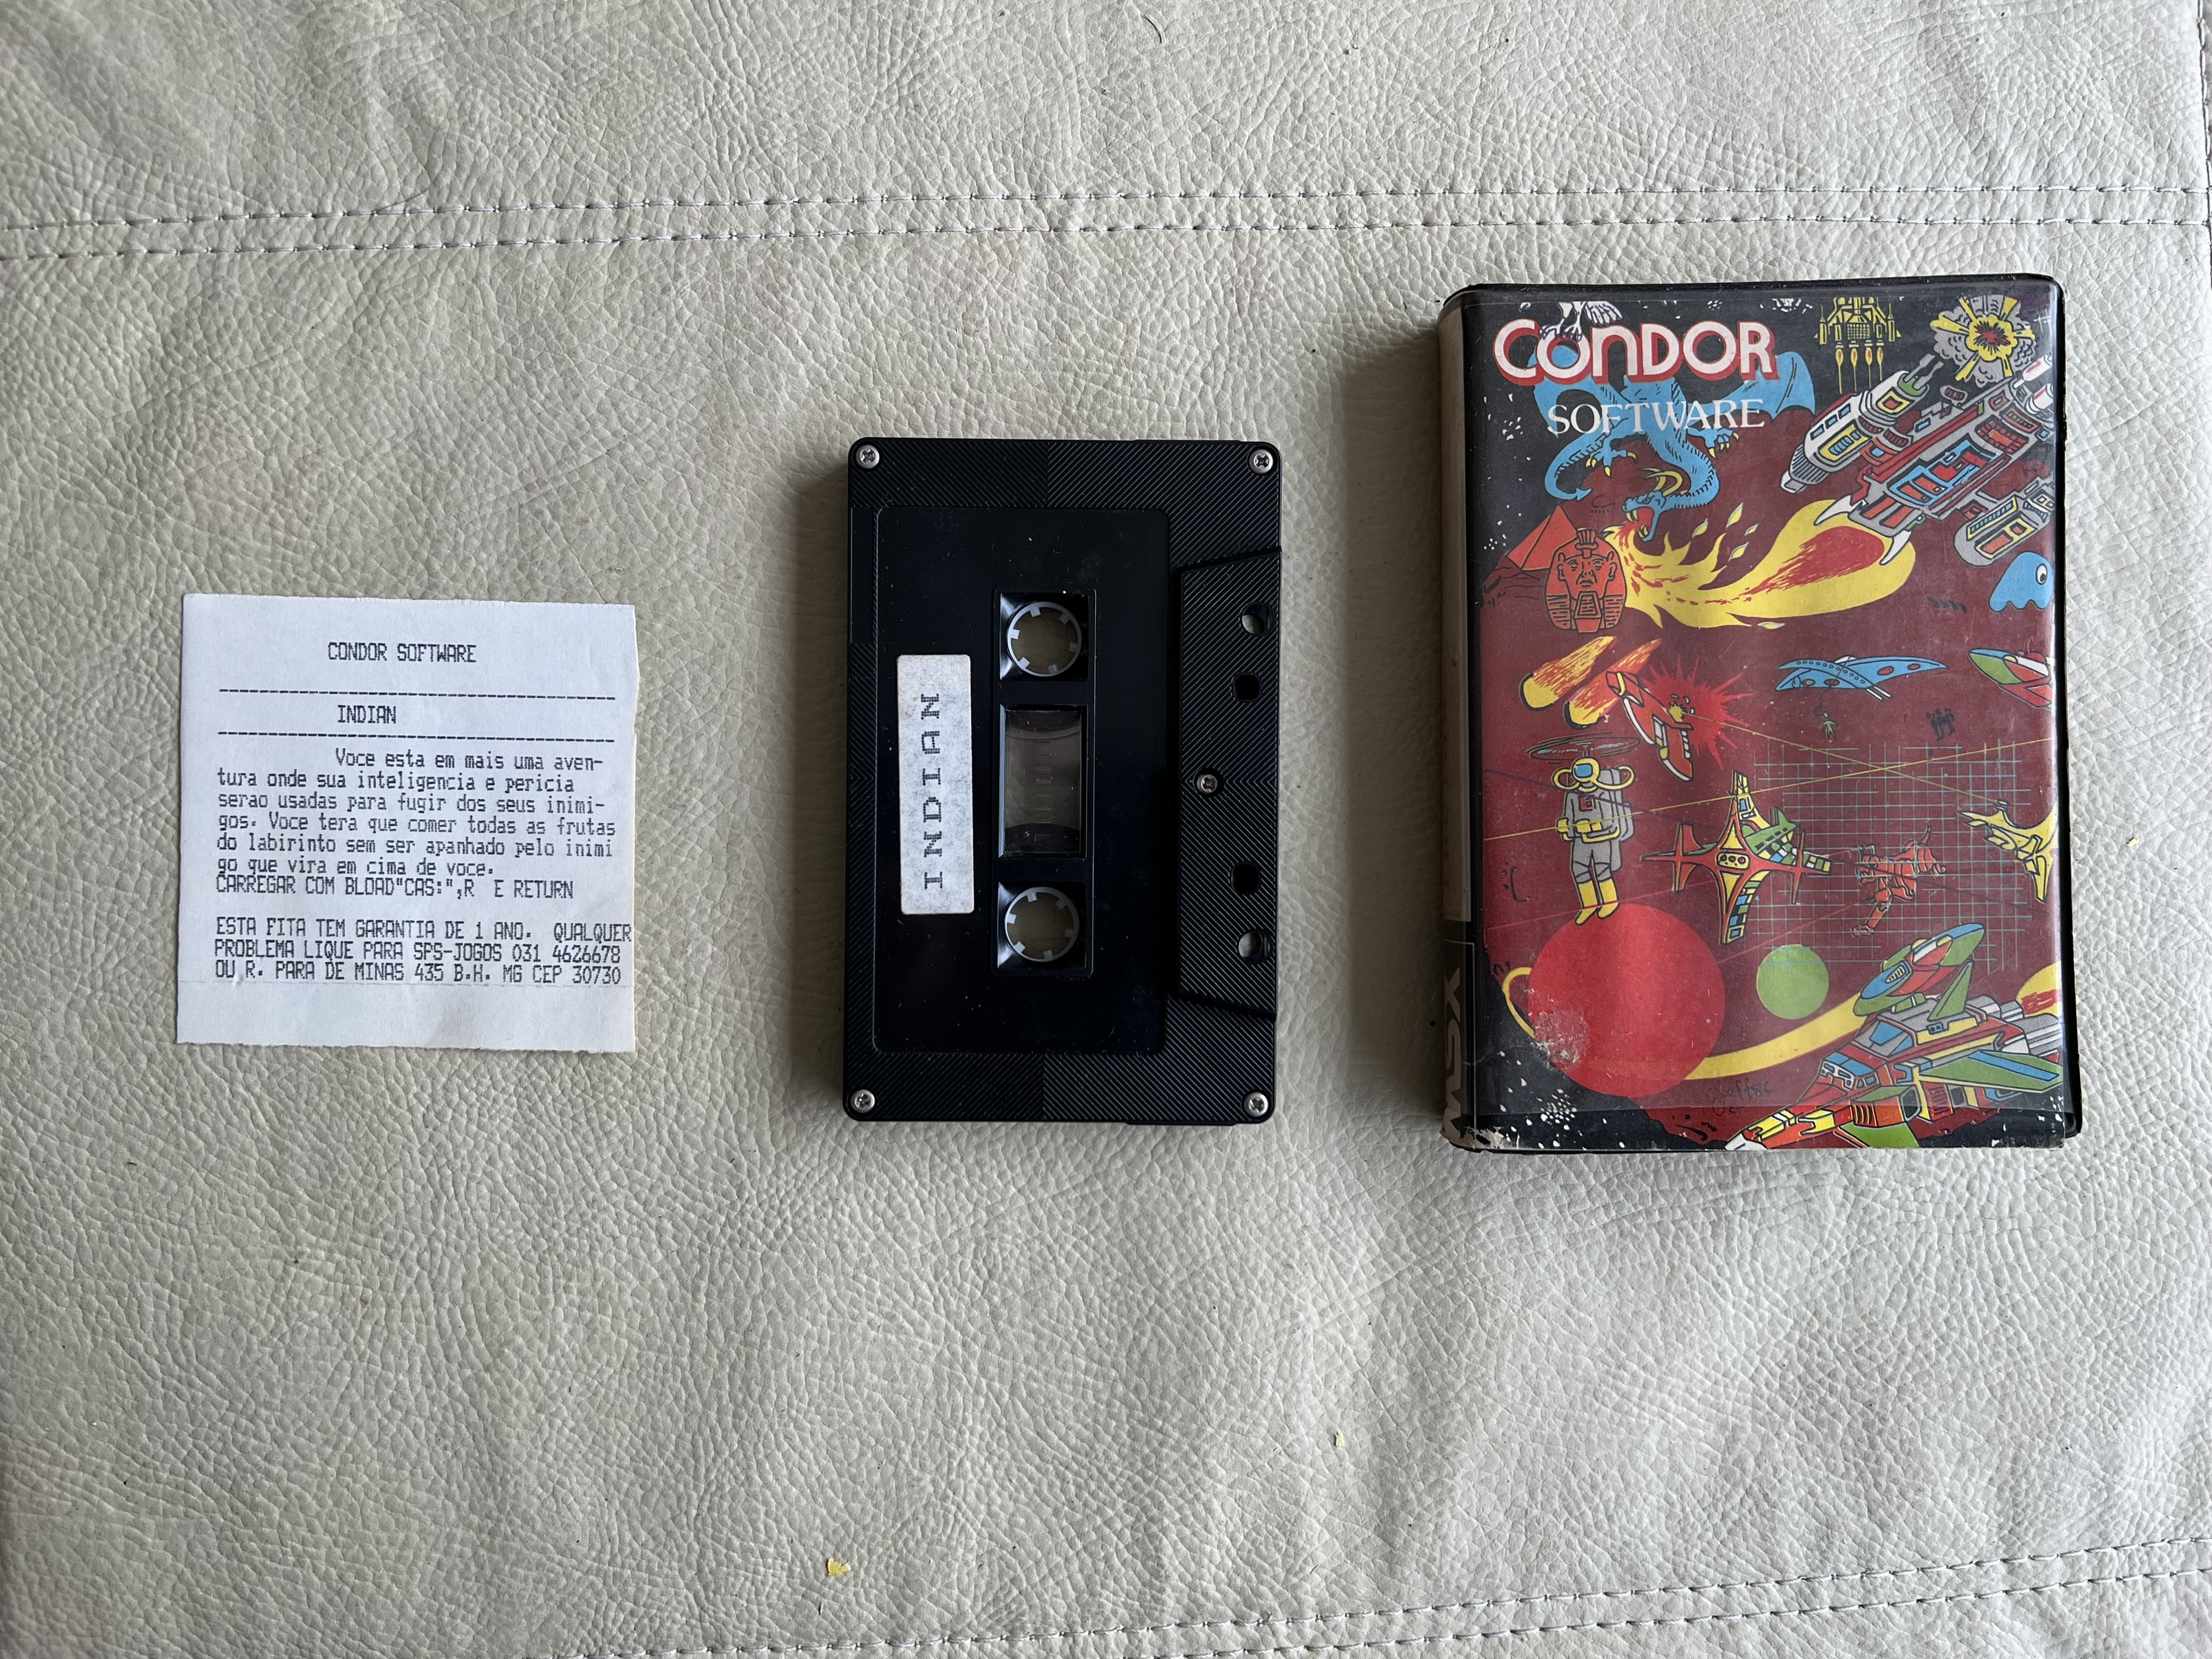 CONDOR SOFTWARE
INDIAN
Voce esta em mais uma aven-
tura onde sua inteligencia e pericia
serao usadas para fugir dos seus inimi-
gos. Voce tera que comer todas as frutas
do labirinto sem ser apanhado pelo inimi
go que vira em cima de voce.
CARREGAR COM BLOAD"CAS:",R E RETURN
ESTA FITA TEM GARANTIA DE 1 ANO. QUALQUER
PROBLEMA LIQUE PARA SPS-JOGOS 031 4626678
OU R. PARA DE MINAS 435 B.H. MG CEP 30730
INDIAN
CONDOR
SOFTWARE
MSX